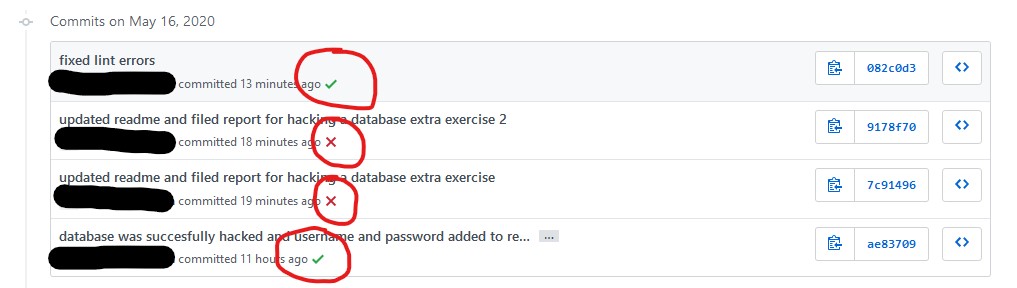 Commits on May 16, 2020
fixed lint errors
committed 13 minutes ago
082c0d3
updated readme and filed report for hacking a database extra exercise 2
committed 18 minutes ago
9178f70
updated readme and filed report for hacking a database extra exercise
committed 19 minutes ago
7c91496
database was succesfully hacked and username and password added to re... ...
committed 11 hours ago
ae83709